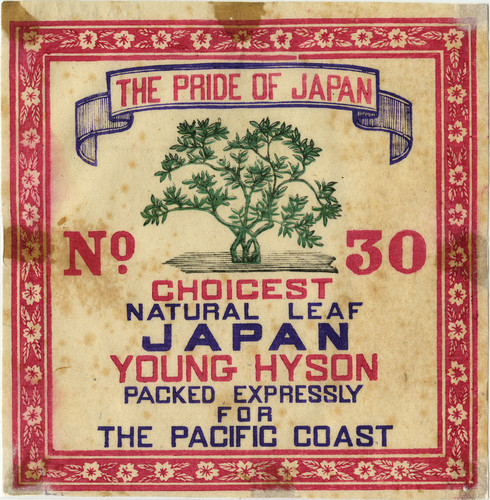 THE PRIDE OF JAPAN
No. 30
CHOICEST
NATURAL LEAF
JAPAN
YOUNG HYSON
PACKED EXPRESSLY
FOR
THE PACIFIC COAST